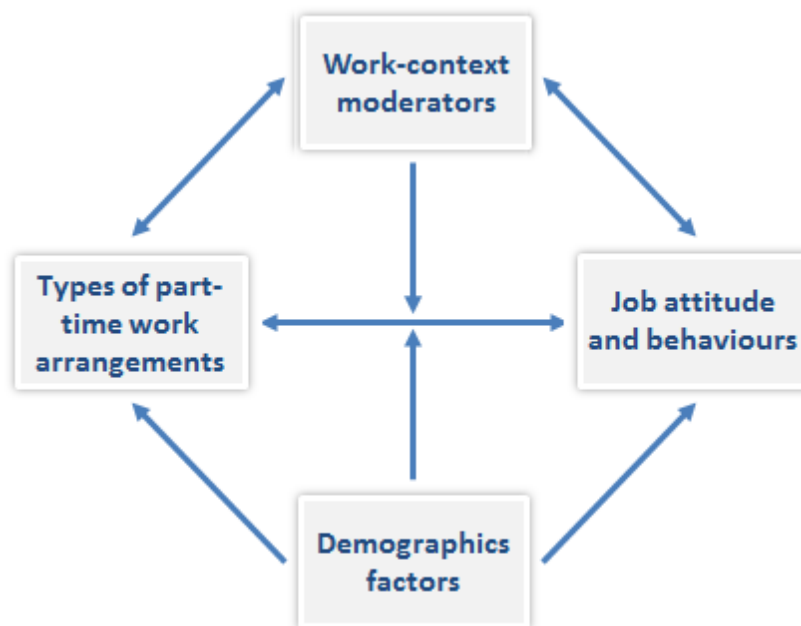 Work-context
moderators
Types of part-
time work
arrangements
Job attitude
and behaviours
Demographics
factors